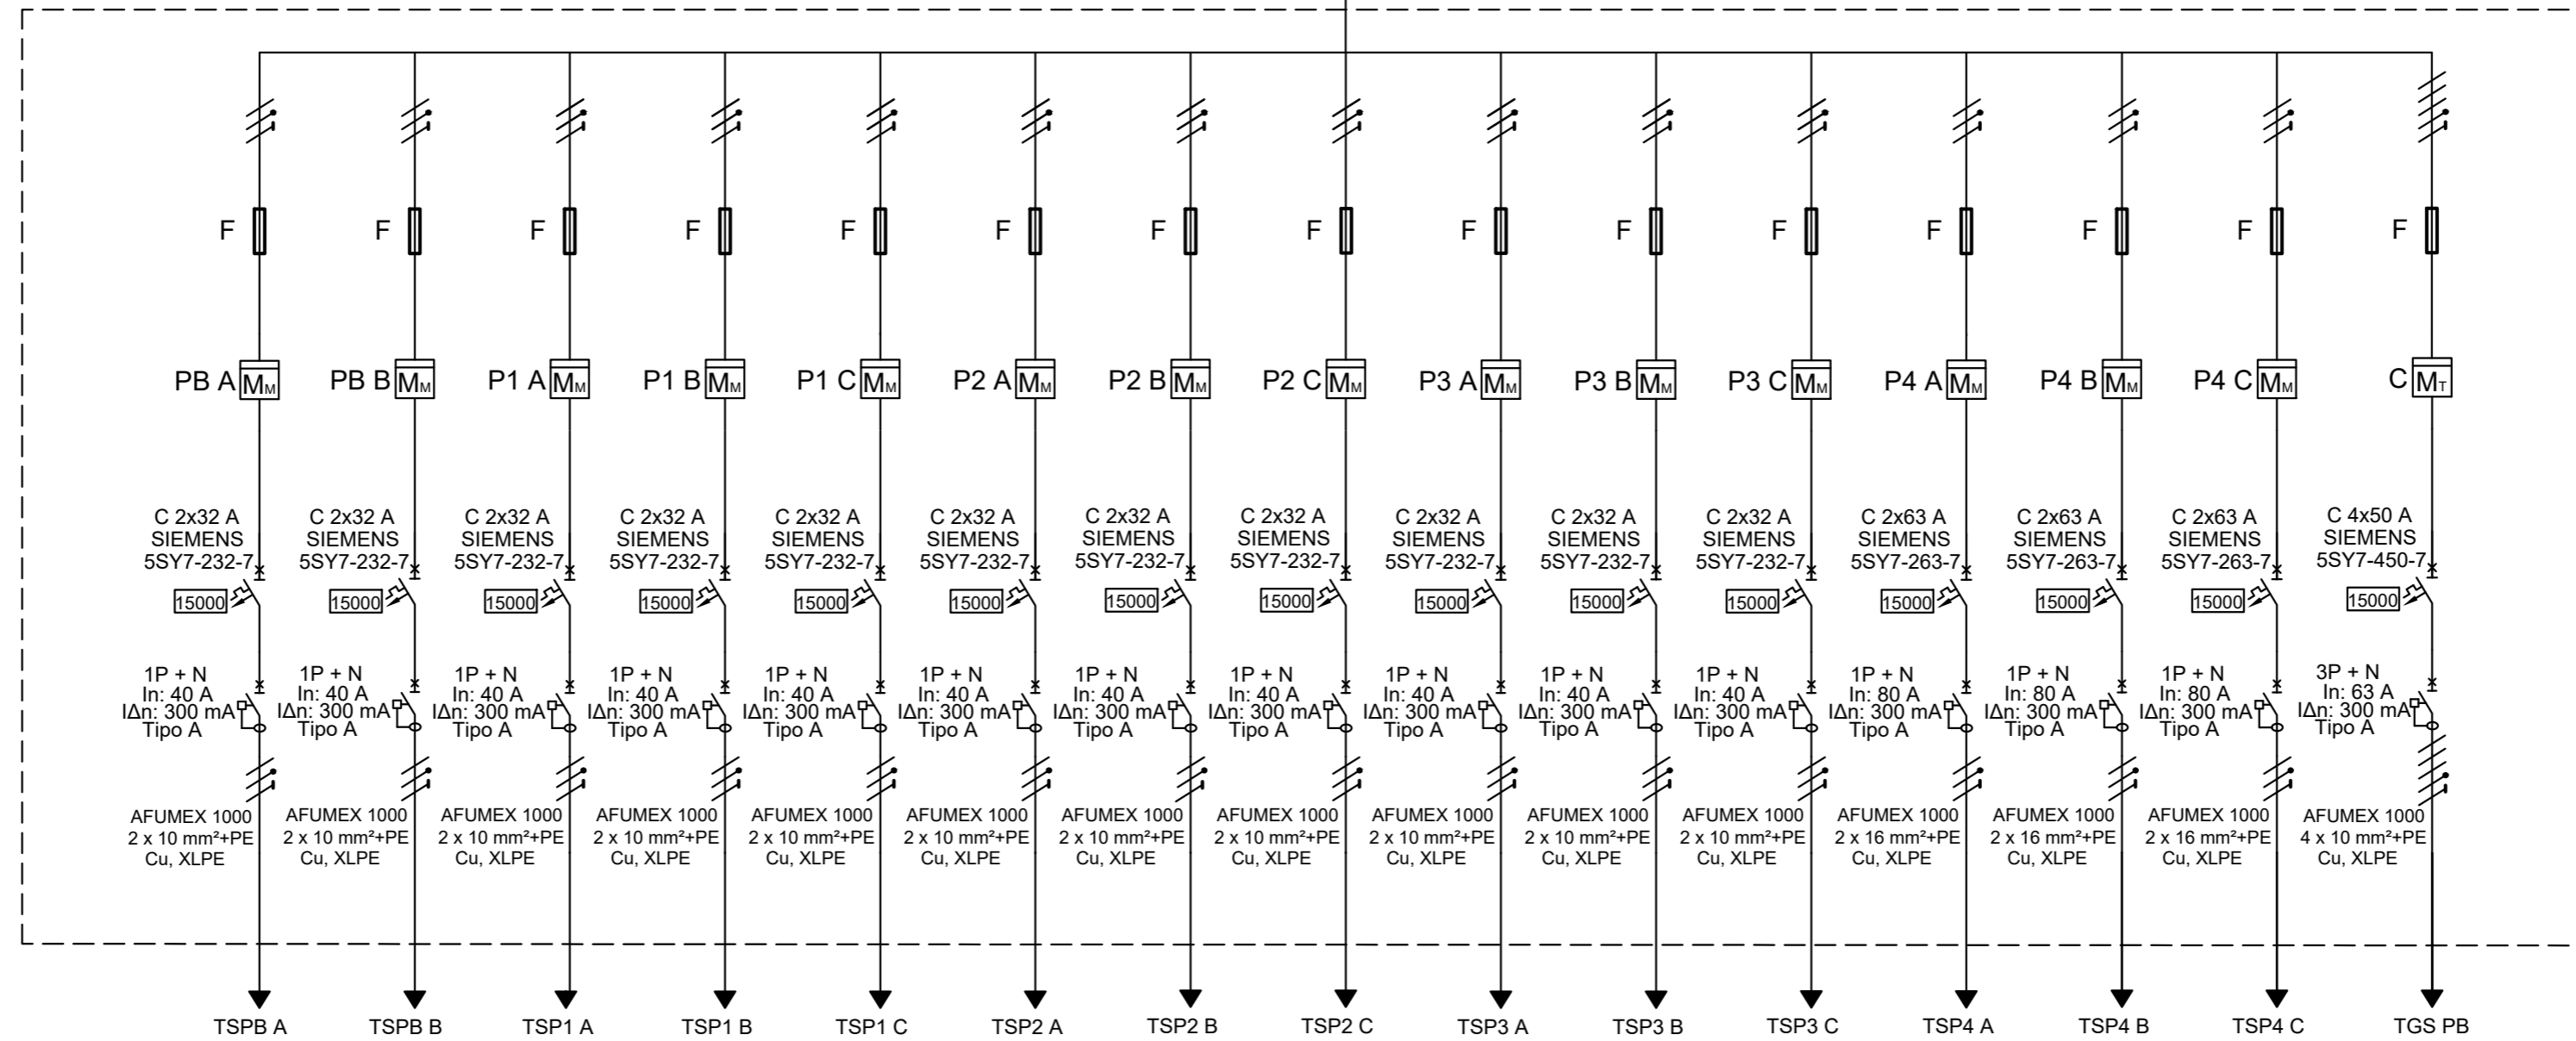 F F F F F F F F F F F F F F F
PB A MM PB B MM P1 A MM P1 B MM P1 C MM P2 A MM P2 B MM P2 C MM P3 A MM P3 B MM P3 C MM P4 A MM P4 B MM P4 C MM C MT
C 2x32 A C 2x32 A C 2x32 A C 2x32 A C 2x32 A C 2x32 A C 2x32 A C 2x32 A C 2x32 A C 2x32 A C 2x32 A C 2x63 A C 2x63 A C 2x63 A C 4x50 A
SIEMENS SIEMENS SIEMENS SIEMENS SIEMENS SIEMENS SIEMENS SIEMENS SIEMENS SIEMENS SIEMENS SIEMENS SIEMENS SIEMENS SIEMENS
5SY7-232-7 5SY7-232-7 5SY7-232-7 5SY7-232-7 5SY7-232-7 5SY7-232-7 5SY7-232-7 5SY7-232-7 5SY7-232-7 5SY7-232-7 5SY7-232-7 5SY7-263-7 5SY7-263-7 5SY7-263-7 5SY7-450-7
15000 15000 15000 15000 15000 15000 15000 15000 15000 15000 15000 15000 15000 15000 15000
1P + N 1P + N 1P + N 1P + N 1P + N 1P + N 1P + N 1P + N 1P + N 1P + N 1P + N 1P + N 1P + N 1P + N 3P + N
In: 40 A In: 40 A In: 40 A In: 40 A In: 40 A In: 40 A In: 40 A In: 40 A In: 40 A In: 40 A In: 40 A In: 80 A In: 80 A In: 80 A In: 63 A
IΔn: 300 mA IΔn: 300 mA IΔn: 300 mA IΔn: 300 mA IΔn: 300 mA IΔn: 300 mA IΔn: 300 mA IΔn: 300 mA IΔn: 300 mA IΔn: 300 mA IΔn: 300 mA IΔn: 300 mA IΔn: 300 mA IΔn: 300 mA IΔn: 300 mA
Tipo A Tipo A Tipo A Tipo A Tipo A Tipo A Tipo A Tipo A Tipo A Tipo A Tipo A Tipo A Tipo A Tipo A Tipo A
AFUMEX 1000 AFUMEX 1000 AFUMEX 1000 AFUMEX 1000 AFUMEX 1000 AFUMEX 1000 AFUMEX 1000 AFUMEX 1000 AFUMEX 1000 AFUMEX 1000 AFUMEX 1000 AFUMEX 1000 AFUMEX 1000 AFUMEX 1000 AFUMEX 1000
2 x 10 mm²+PE 2 x 10 mm²+PE 2 x 10 mm²+PE 2 x 10 mm²+PE 2 x 10 mm²+PE 2 x 10 mm²+PE 2 x 10 mm²+PE 2 x 10 mm²+PE 2 x 10 mm²+PE 2 x 10 mm²+PE 2 x 10 mm²+PE 2 x 16 mm²+PE 2 x 16 mm²+PE 2 x 16 mm²+PE 4 x 10 mm²+PE
Cu, XLPE Cu, XLPE Cu, XLPE Cu, XLPE Cu, XLPE Cu, XLPE Cu, XLPE Cu, XLPE Cu, XLPE Cu, XLPE Cu, XLPE Cu, XLPE Cu, XLPE Cu, XLPE Cu, XLPE
TSPB A TSPB B TSP1 A TSP1 B TSP1 C TSP2 A TSP2 B TSP2 C TSP3 A TSP3 B TSP3 C TSP4 A TSP4 B TSP4 C TGS PB